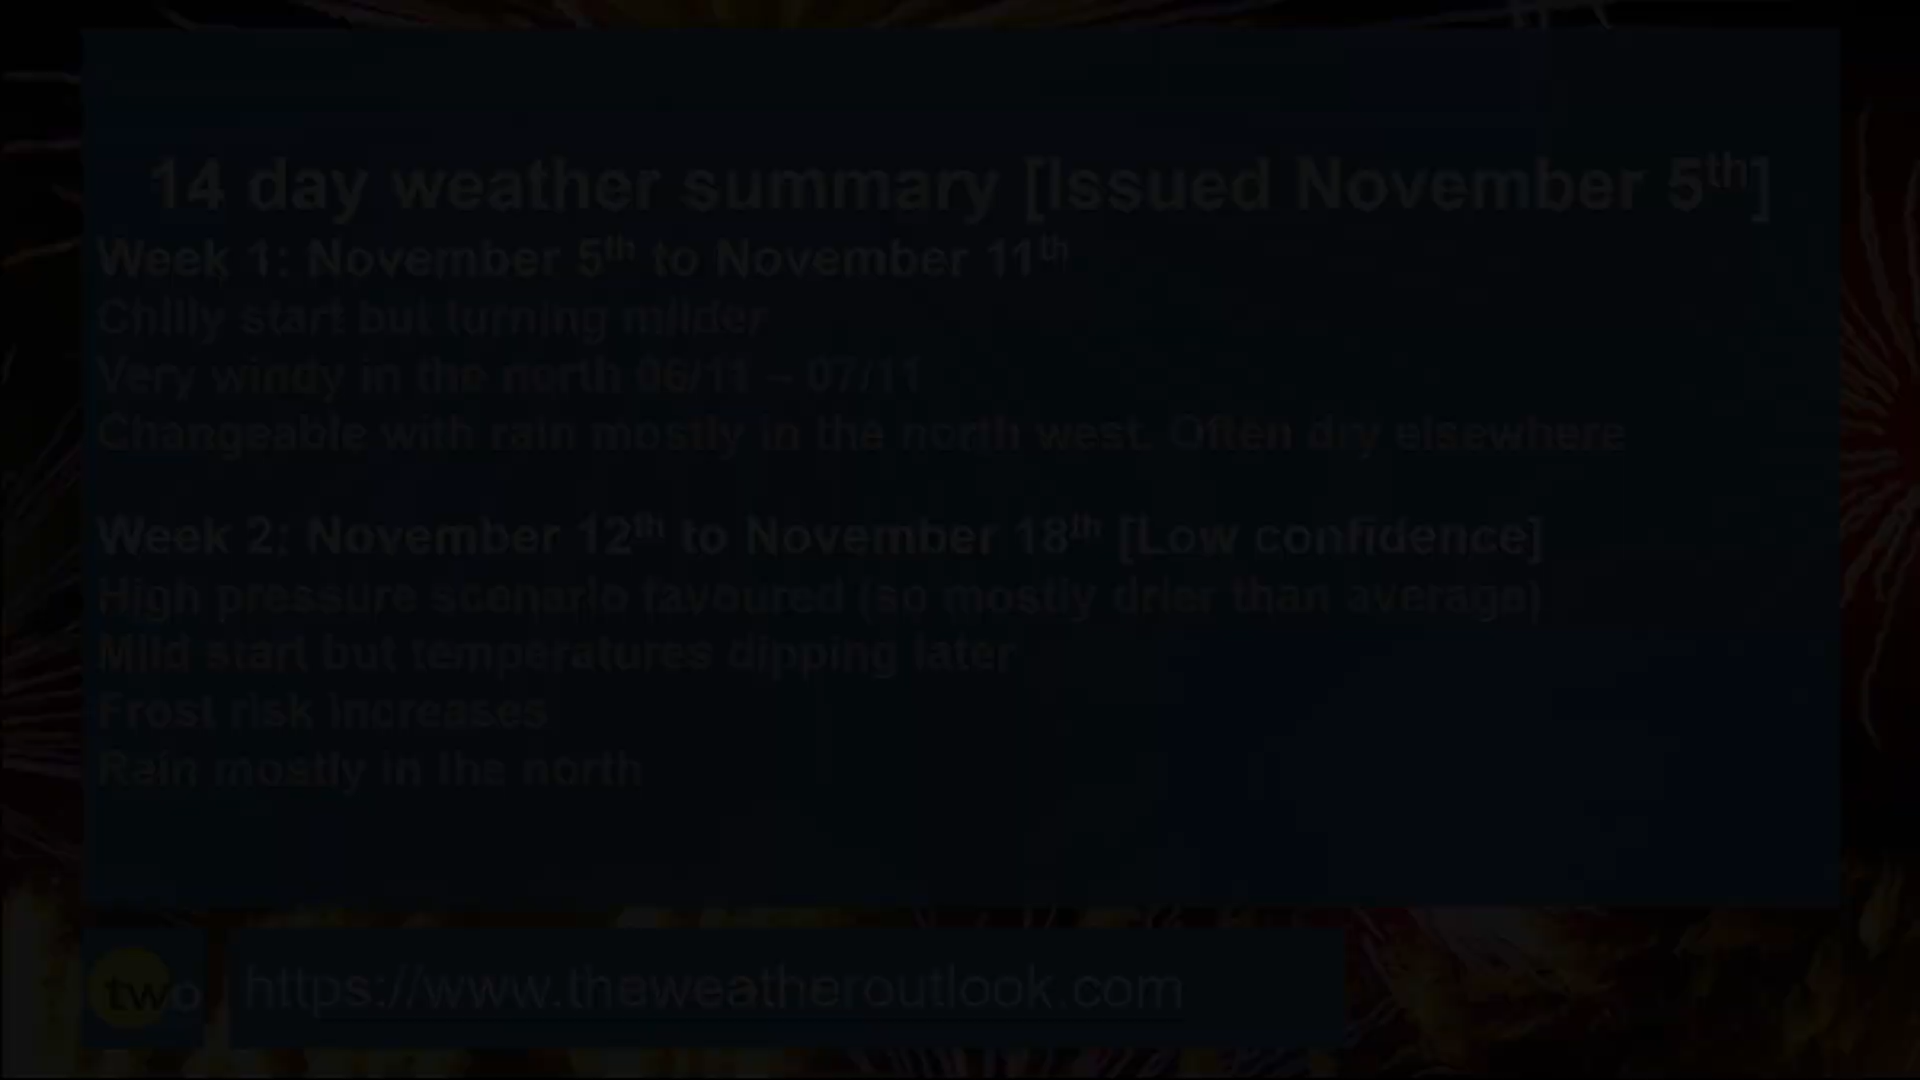 14 day weather summary [Issued November 5th]
Week 1: November 5th to November 11th
Chilly start but turning milder
Very windy in the north 06/11 – 07/11
Changeable with rain mostly in the north west. Often dry elsewhere
Week 2: November 12th to November 18th [Low confidence]
High pressure scenario favoured (so mostly drier than average)
Mild start but temperatures dipping later
Frost risk increases
Rain mostly in the north
two
https://www.theweatheroutlook.com